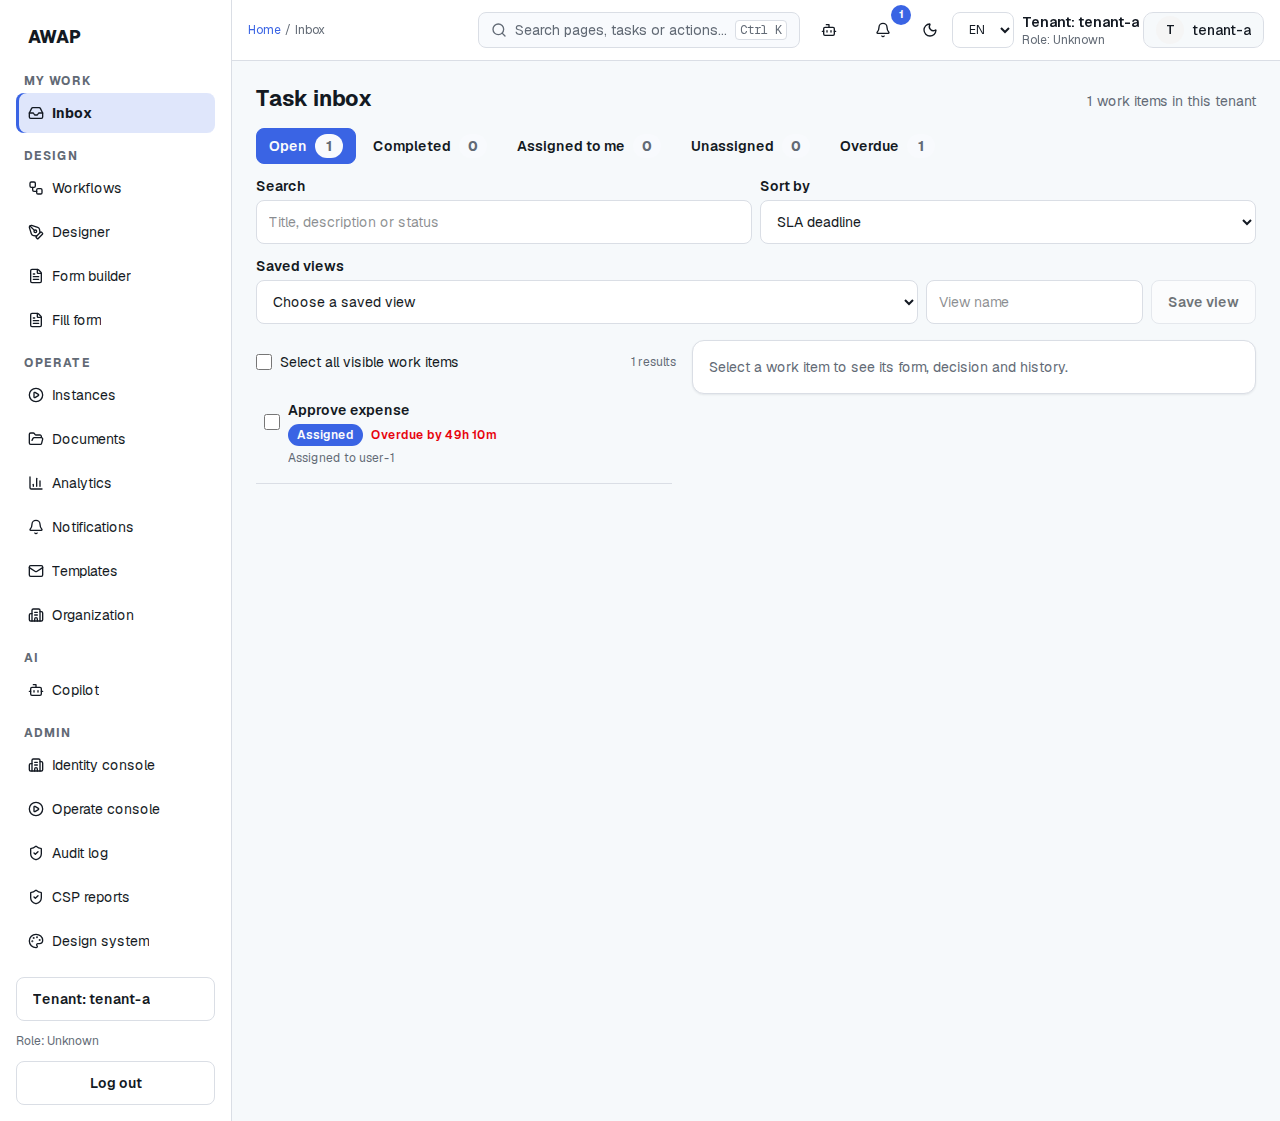 AWAP
MY WORK
Inbox
DESIGN
Workflows
Designer
Form builder
Fill form
OPERATE
Instances
Documents
Analytics
Notifications
Templates
Organization
AI
Copilot
ADMIN
Identity console
Operate console
Audit log
CSP reports
Design system
Tenant: tenant-a
Role: Unknown
Log out
Home / Inbox
Search pages, tasks or actions... Ctrl K
1
EN
Tenant: tenant-a
Role: Unknown
T tenant-a
Task inbox
1 work items in this tenant
Open 1 Completed 0 Assigned to me 0 Unassigned 0 Overdue 1
Search
Title, description or status
Sort by
SLA deadline
Saved views
Choose a saved view
View name
Save view
Select all visible work items
1 results
Approve expense
Assigned Overdue by 49h 10m
Assigned to user-1
Select a work item to see its form, decision and history.